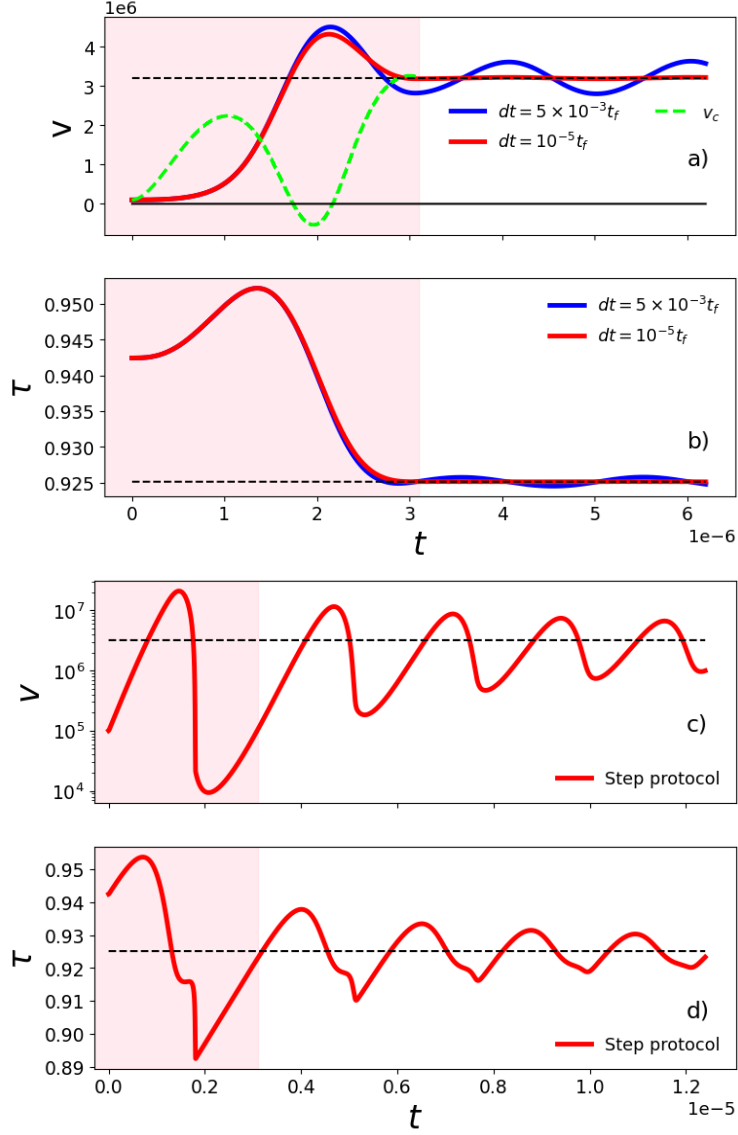 1e6
4
3
2
1
0
v
dt = 5 × 10⁻³t_f
dt = 10⁻⁵t_f
v_c
a)
0.950
0.945
0.940
0.935
0.930
0.925
τ
dt = 5 × 10⁻³t_f
dt = 10⁻⁵t_f
b)
0 1 2 3 4 5 6
1e−6
t
10⁷
10⁶
10⁵
10⁴
v
c)
Step protocol
0.95
0.94
0.93
0.92
0.91
0.90
0.89
τ
d)
Step protocol
0.0 0.2 0.4 0.6 0.8 1.0 1.2
1e−5
t